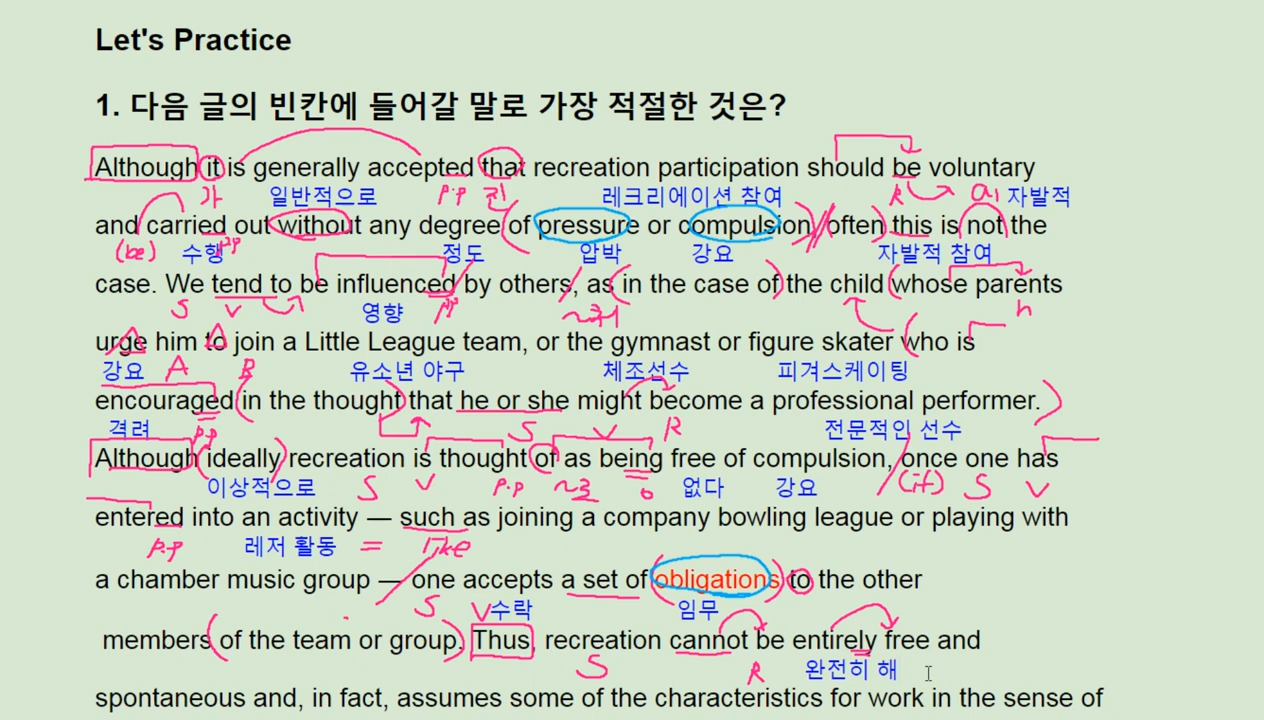 Let's Practice
1. 다음 글의 빈칸에 들어갈 말로 가장 적절한 것은?
Although it is generally accepted that recreation participation should be voluntary
가 일반적으로 p.p 진 레크리에이션 참여 R a, 자발적
and carried out without any degree of pressure or compulsion, often this is not the
(be) 수행 pp 정도 압박 강요 자발적 참여
case. We tend to be influenced by others, as in the case of the child whose parents
S V 영향 n
urge him to join a Little League team, or the gymnast or figure skater who is
강요 A B 유소년 야구 체조선수 피겨스케이팅
encouraged in the thought that he or she might become a professional performer.
격려 p.p S V R 전문적인 선수
Although ideally recreation is thought of as being free of compulsion, once one has
이상적으로 S V p.p ~로 없다 강요 (if) S V
entered into an activity — such as joining a company bowling league or playing with
p.p 레저 활동 = like
a chamber music group — one accepts a set of obligations to the other
S V 수락 임무
members of the team or group. Thus, recreation cannot be entirely free and
S R 완전히 해
spontaneous and, in fact, assumes some of the characteristics for work in the sense of